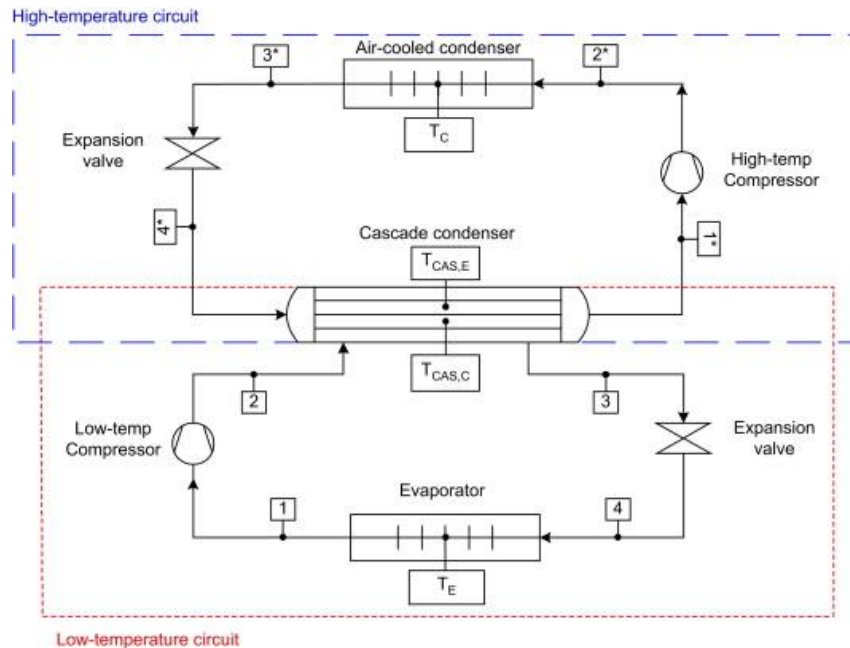 High-temperature circuit
3*
Air-cooled condenser
2*
T_C
Expansion
valve
High-temp
Compressor
4*
Cascade condenser
1*
T_CAS,E
T_CAS,C
2
3
Low-temp
Compressor
Expansion
valve
1
Evaporator
4
T_E
Low-temperature circuit